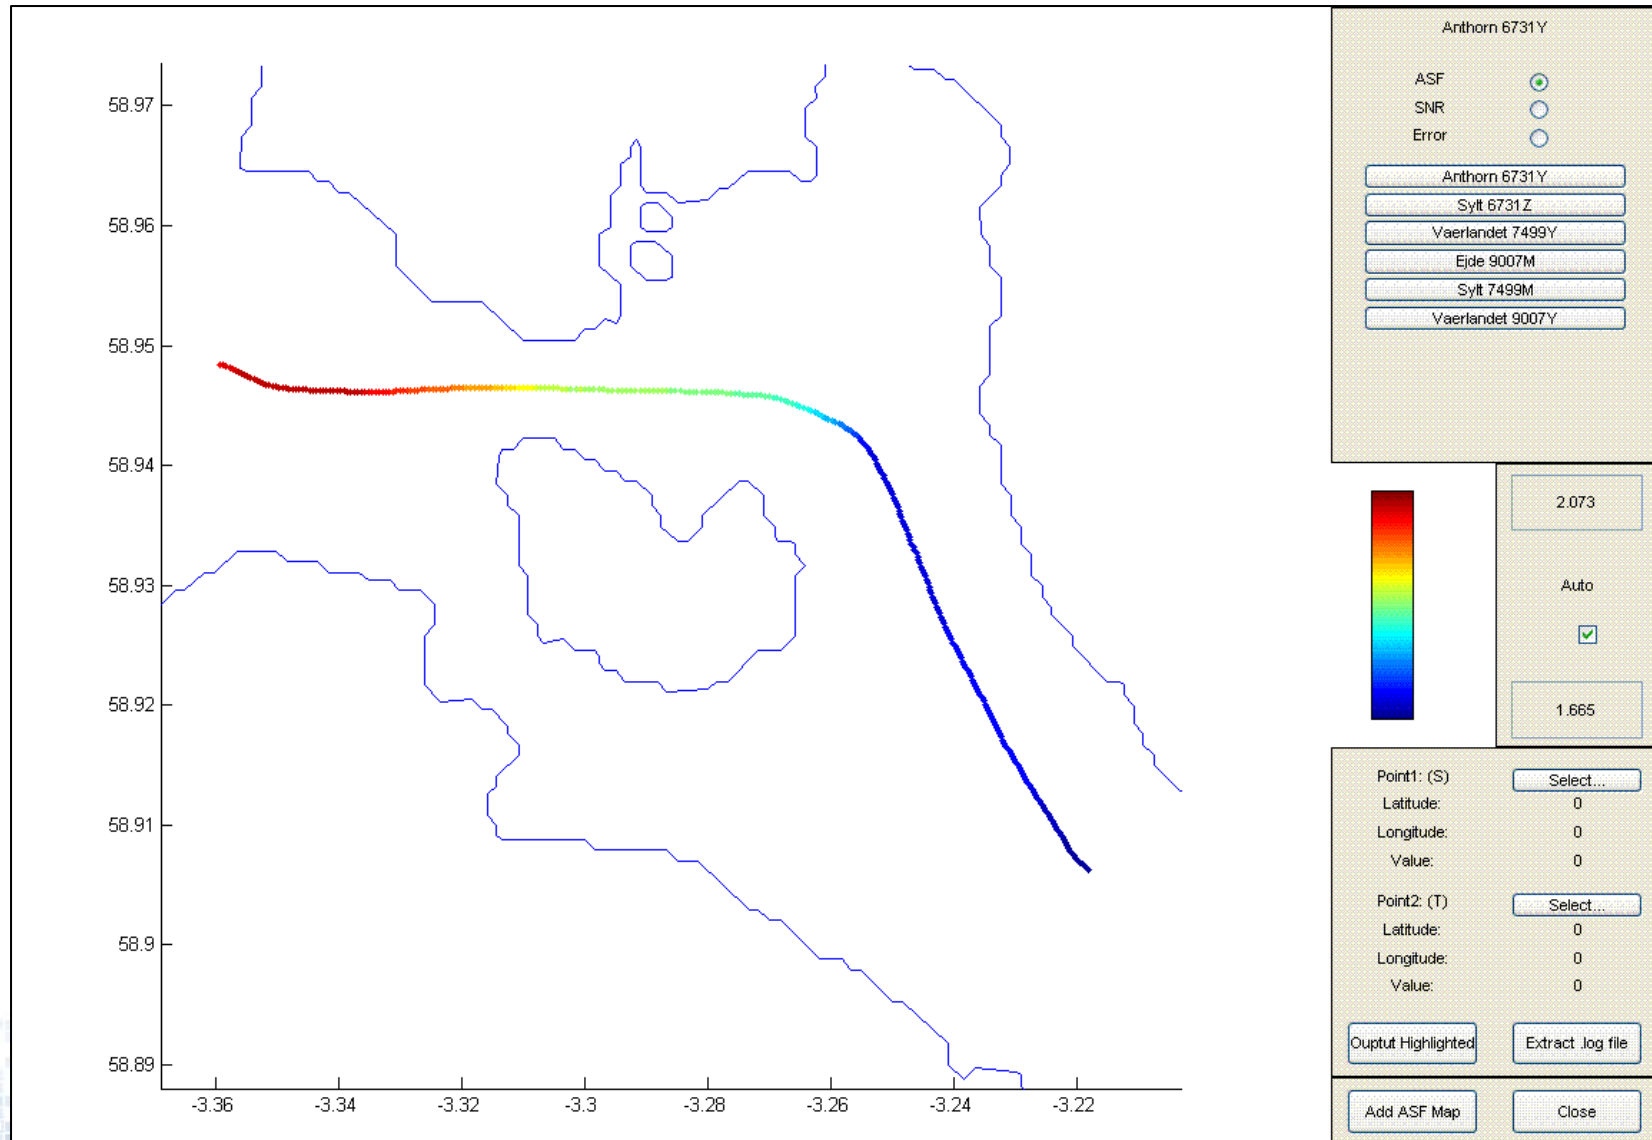 58.97
58.96
58.95
58.94
58.93
58.92
58.91
58.9
58.89
-3.36 -3.34 -3.32 -3.3 -3.28 -3.26 -3.24 -3.22
Anthorn 6731Y
ASF
SNR
Error
Anthorn 6731Y
Sylt 6731Z
Vaerlandet 7499Y
Ejde 9007M
Sylt 7499M
Vaerlandet 9007Y
2.073
Auto
1.665
Point1: (S) Select...
Latitude: 0
Longitude: 0
Value: 0
Point2: (T) Select...
Latitude: 0
Longitude: 0
Value: 0
Ouptut Highlighted Extract .log file
Add ASF Map Close